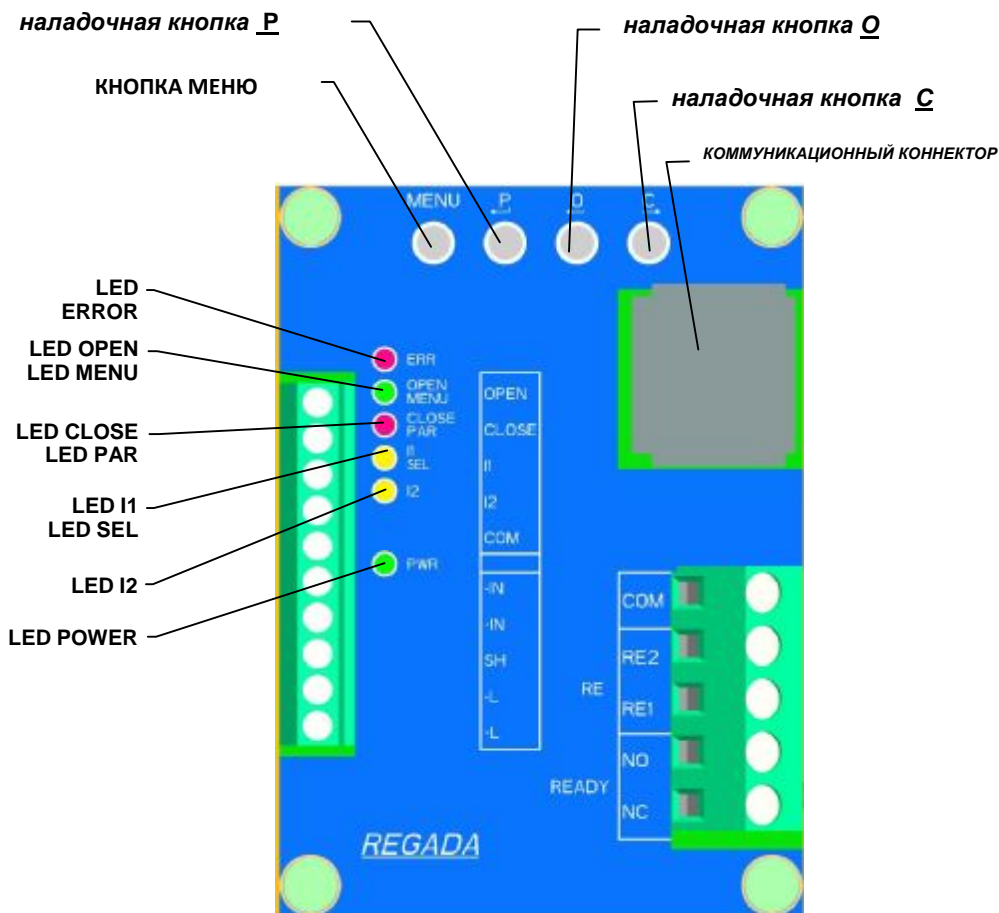 наладочная кнопка P
наладочная кнопка O
КНОПКА МЕНЮ
наладочная кнопка C
КОММУНИКАЦИОННЫЙ КОННЕКТОР
MENU P O C
LED
ERROR
LED OPEN
LED MENU
LED CLOSE
LED PAR
LED I1
LED SEL
LED I2
LED POWER
ERR
OPEN
MENU
CLOSE
PAR
I1
SEL
I2
PWR
OPEN
CLOSE
I1
I2
COM
-IN
-IN
SH
-L
-L
COM
RE2
RE
RE1
NO
READY
NC
REGADA